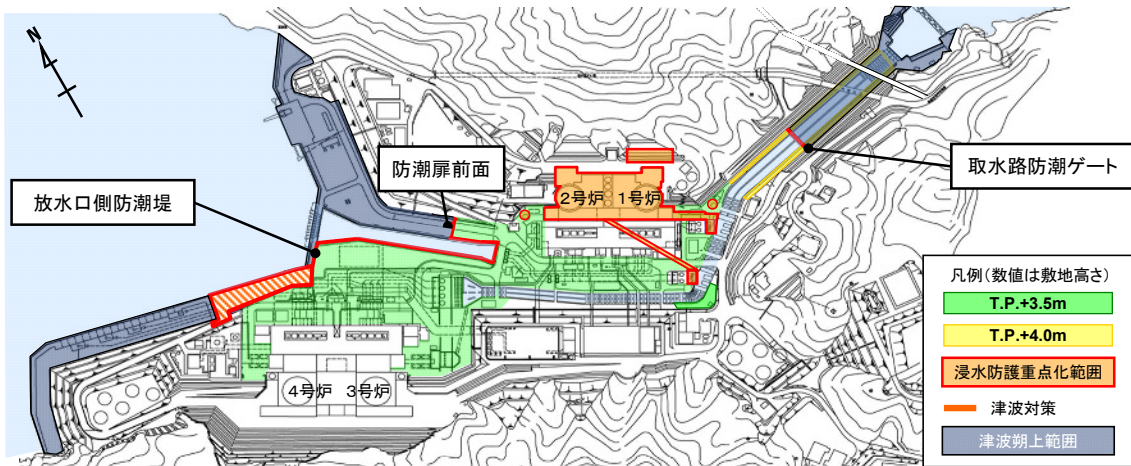 N
防潮扉前面
取水路防潮ゲート
放水口側防潮堤
2号炉 1号炉
4号炉 3号炉
凡例(数値は敷地高さ)
T.P.+3.5m
T.P.+4.0m
浸水防護重点化範囲
津波対策
津波朔上範囲